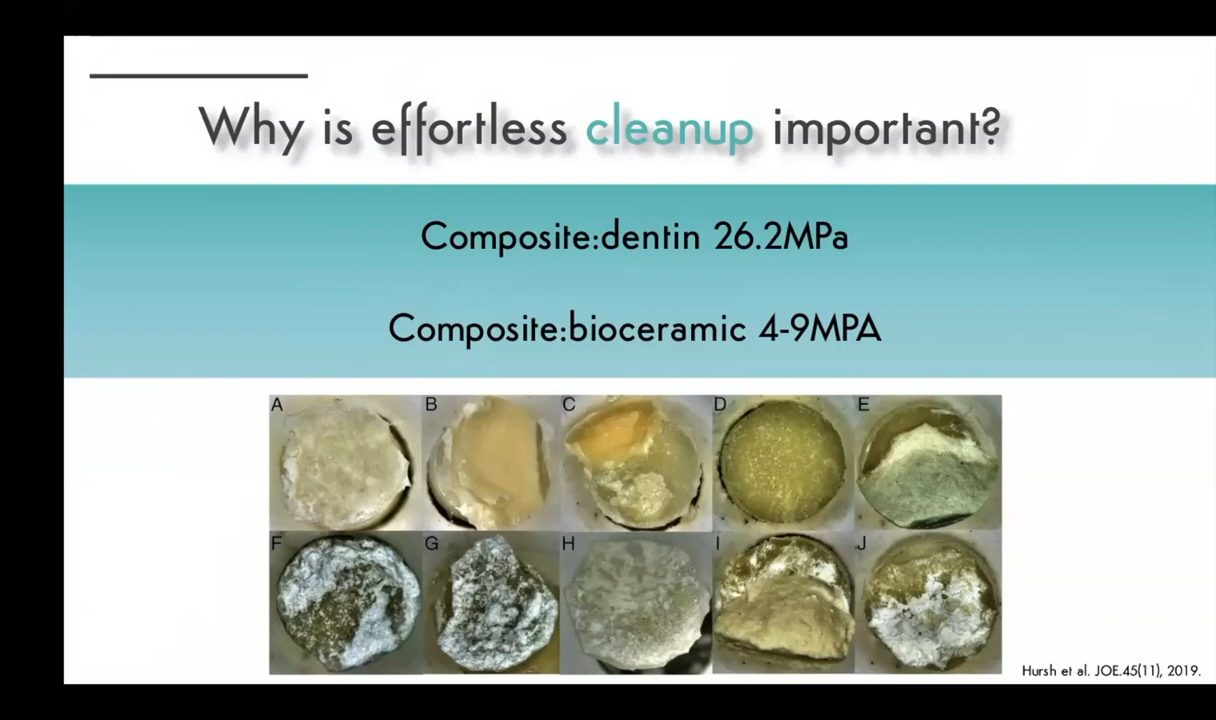 Why is effortless cleanup important?
Composite:dentin 26.2MPa
Composite:bioceramic 4-9MPA
A B C D E
F G H I J
Hursh et al. JOE.45(11), 2019.